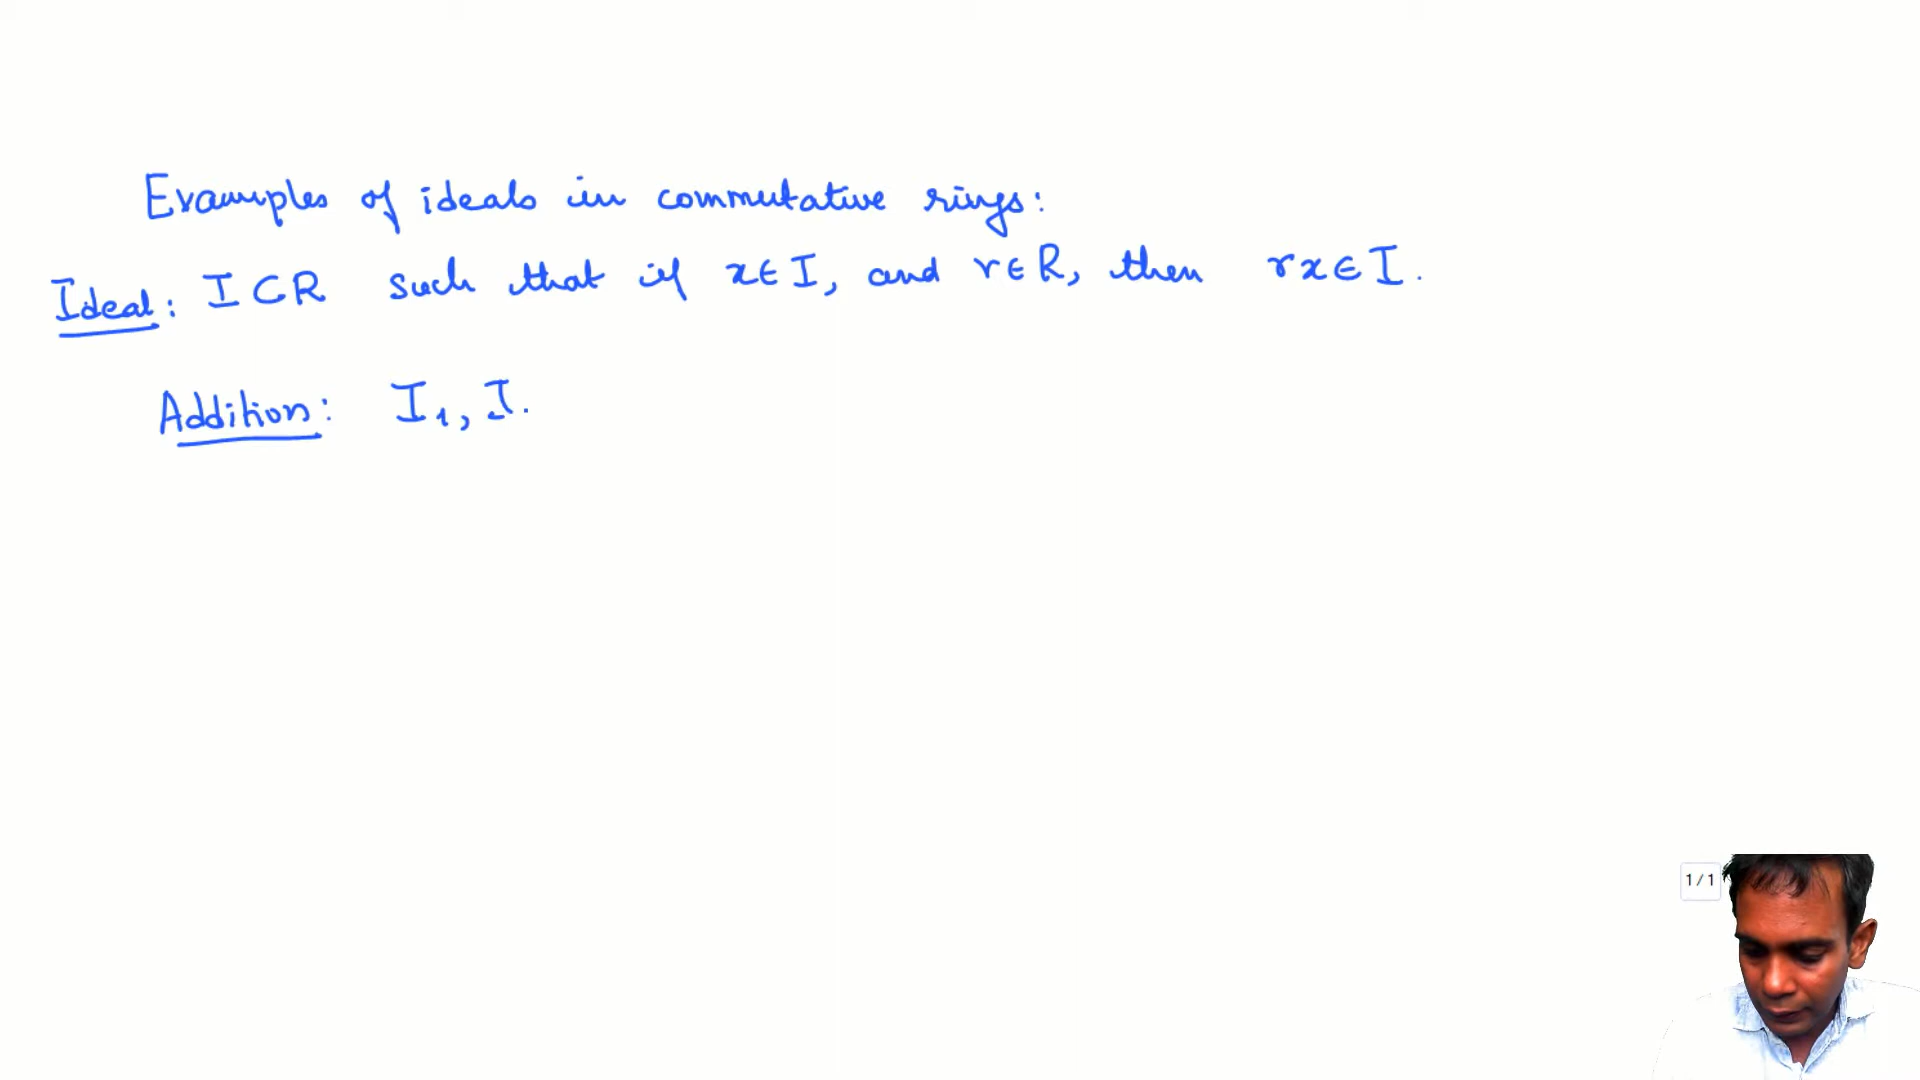 Examples of ideals in commutative rings:
Ideal: I ⊂ R such that if x ∈ I, and r ∈ R, then rx ∈ I.
Addition: I₁, I.
1/1